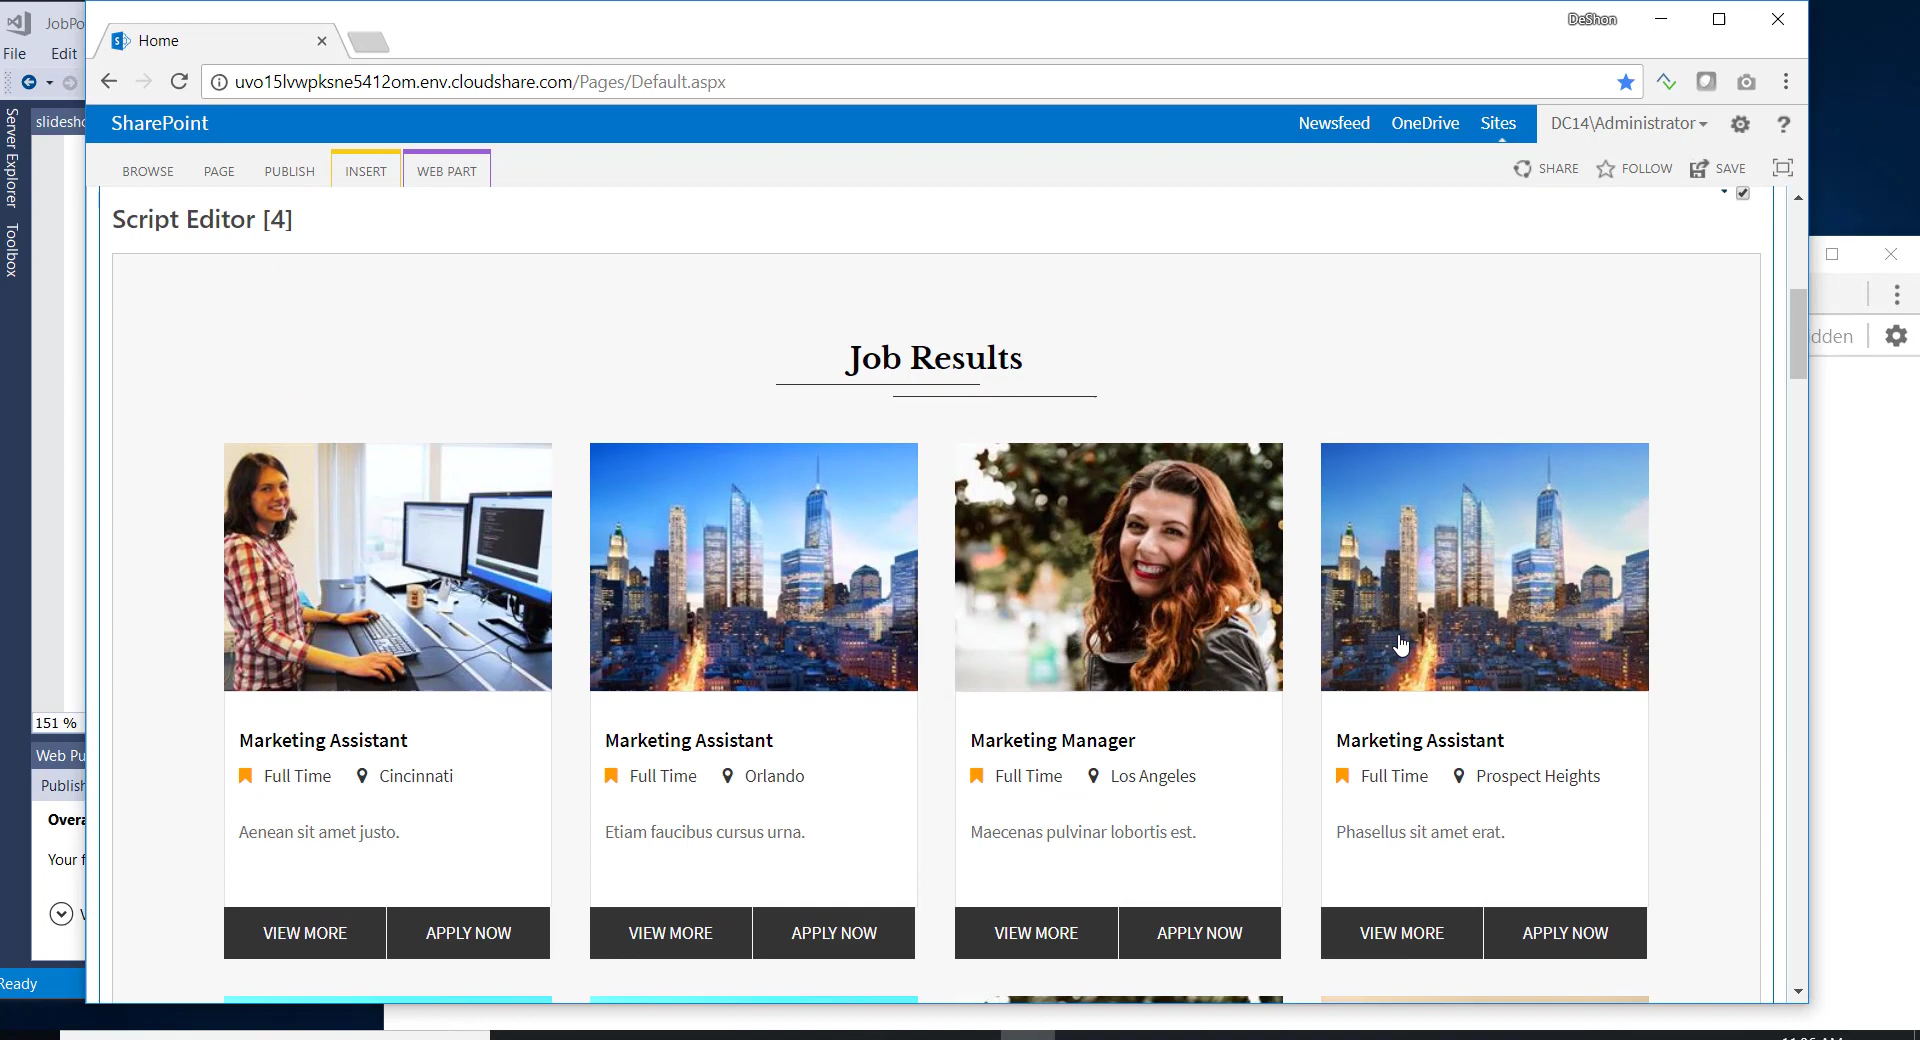 JobPo
DeShon
Home
File Edit
uvo15lvwpksne5412om.env.cloudshare.com/Pages/Default.aspx
Server Explorer
Toolbox
slidesho
SharePoint
Newsfeed OneDrive Sites DC14\Administrator ?
BROWSE PAGE PUBLISH INSERT WEB PART
SHARE FOLLOW SAVE
Script Editor [4]
dden
Job Results
Marketing Assistant
Full Time Cincinnati
Aenean sit amet justo.
VIEW MORE APPLY NOW
Marketing Assistant
Full Time Orlando
Etiam faucibus cursus urna.
VIEW MORE APPLY NOW
Marketing Manager
Full Time Los Angeles
Maecenas pulvinar lobortis est.
VIEW MORE APPLY NOW
Marketing Assistant
Full Time Prospect Heights
Phasellus sit amet erat.
VIEW MORE APPLY NOW
151 %
Web Pu
Publish
Overa
Your f
Ready